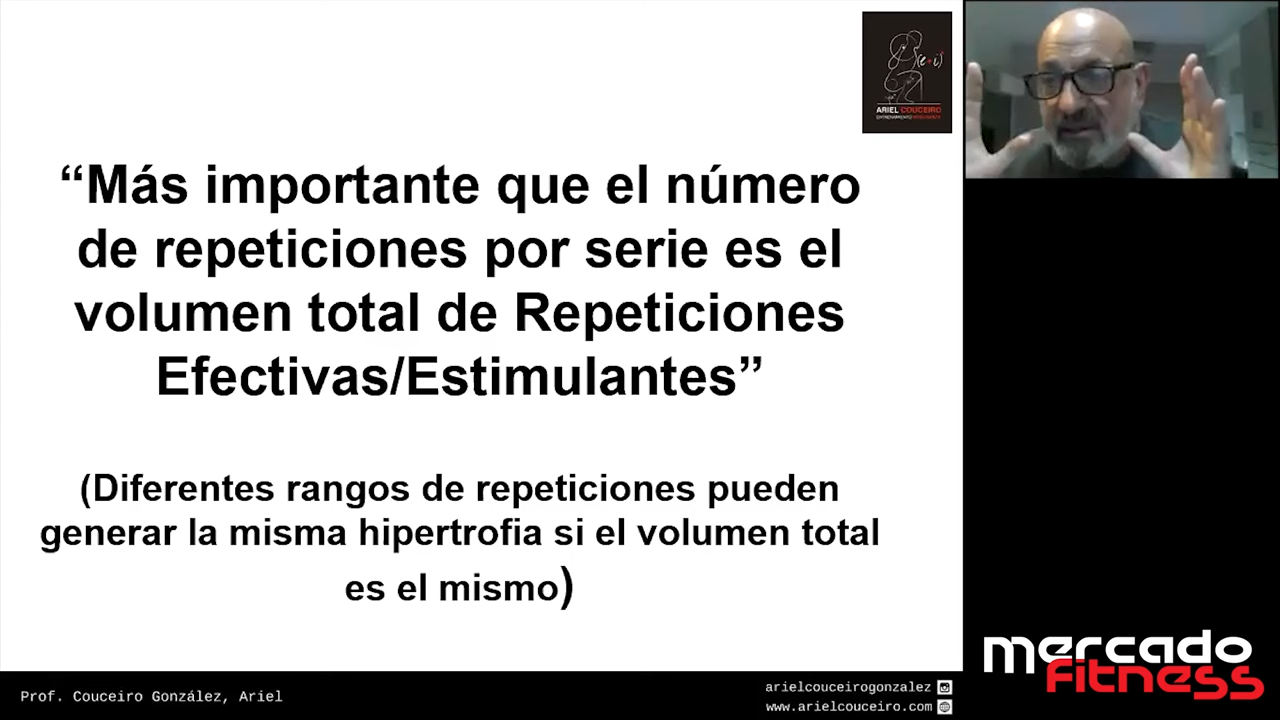 (e+i)
ARIEL COUCEIRO
“Más importante que el número
de repeticiones por serie es el
volumen total de Repeticiones
Efectivas/Estimulantes”
(Diferentes rangos de repeticiones pueden
generar la misma hipertrofia si el volumen total
es el mismo)
Prof. Couceiro González, Ariel
arielcouceirogonzalez
www.arielcouceiro.com
mercado
fitness